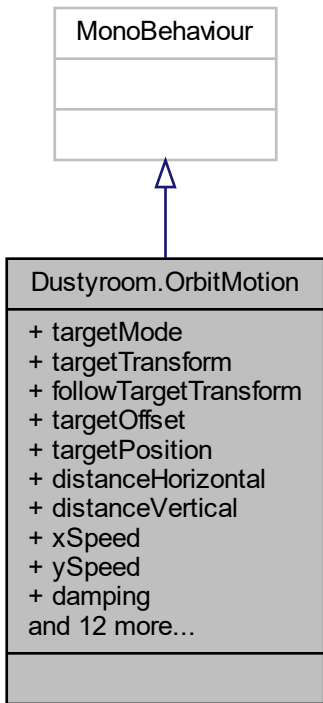 MonoBehaviour
Dustyroom.OrbitMotion
+ targetMode
+ targetTransform
+ followTargetTransform
+ targetOffset
+ targetPosition
+ distanceHorizontal
+ distanceVertical
+ xSpeed
+ ySpeed
+ damping
and 12 more...